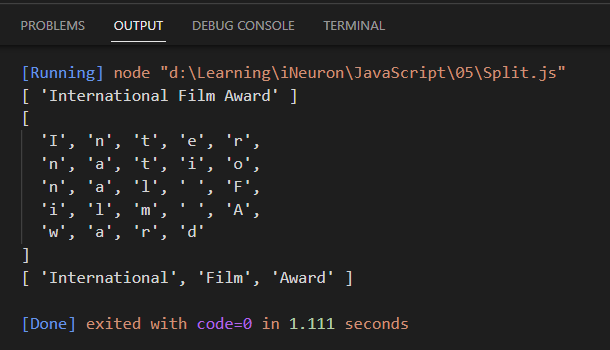 PROBLEMS OUTPUT DEBUG CONSOLE TERMINAL
[Running] node "d:\Learning\iNeuron\JavaScript\05\Split.js"
[ 'International Film Award' ]
[
  'I', 'n', 't', 'e', 'r',
  'n', 'a', 't', 'i', 'o',
  'n', 'a', 'l', ' ', 'F',
  'i', 'l', 'm', ' ', 'A',
  'w', 'a', 'r', 'd'
]
[ 'International', 'Film', 'Award' ]
[Done] exited with code=0 in 1.111 seconds